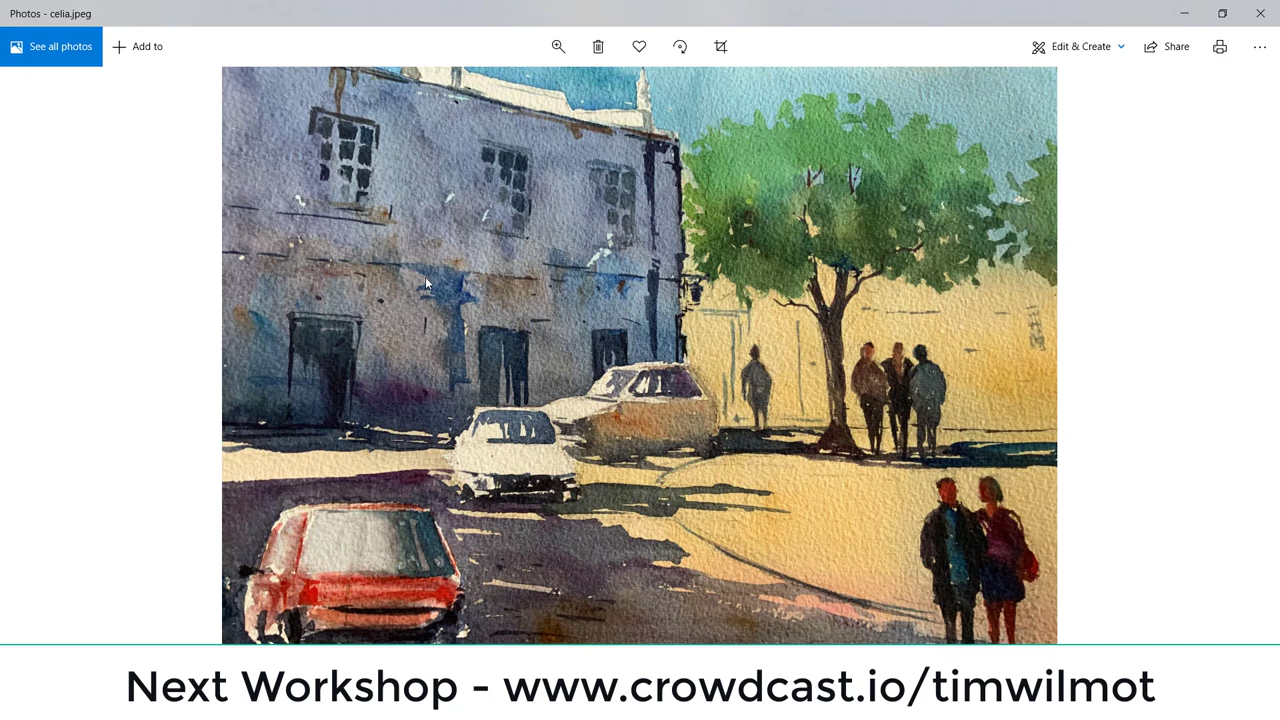 Photos - celia.jpeg
See all photos
Add to
Edit & Create
Share
Next Workshop - www.crowdcast.io/timwilmot